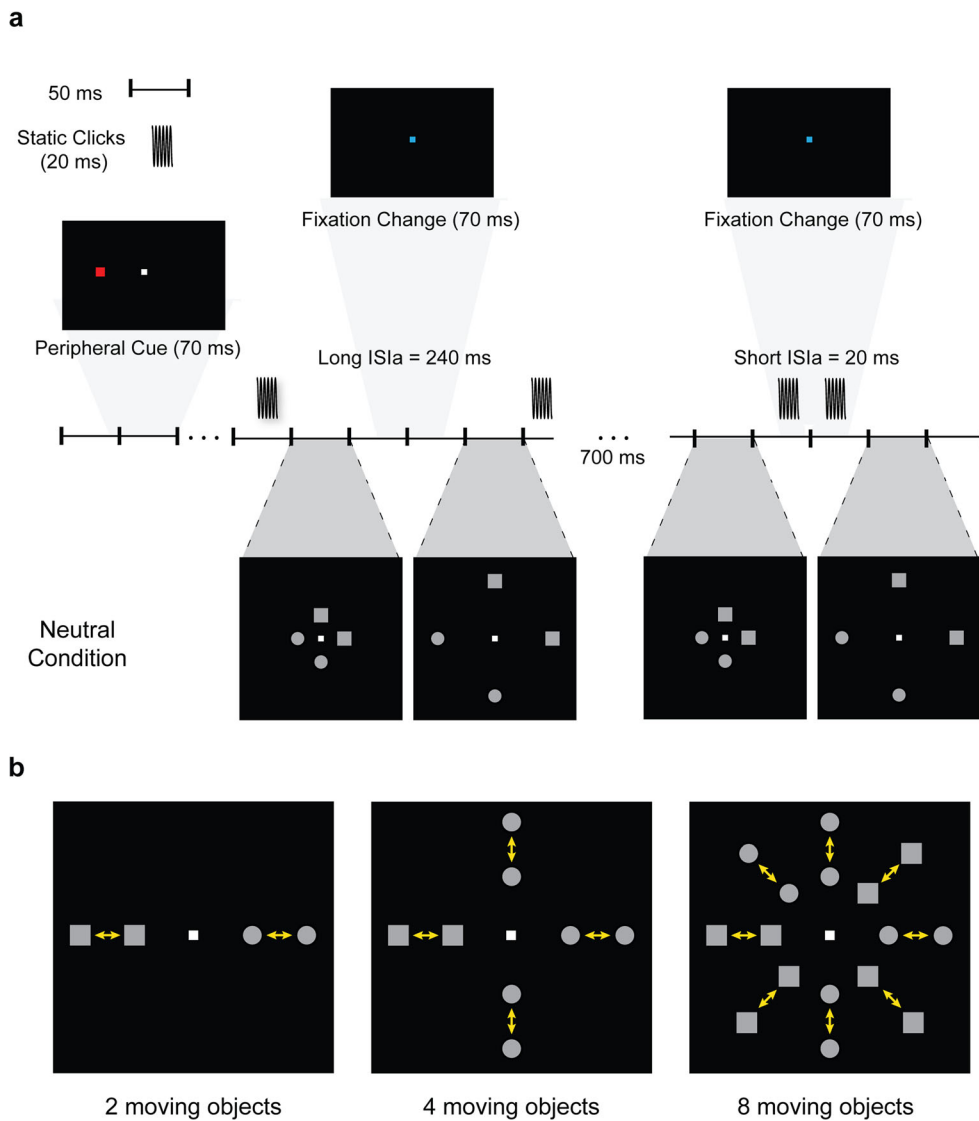 a
50 ms
Static Clicks
(20 ms)
Fixation Change (70 ms)
Fixation Change (70 ms)
Peripheral Cue (70 ms)
Long ISIa = 240 ms
Short ISIa = 20 ms
• • •
• • •
700 ms
Neutral
Condition
b
2 moving objects
4 moving objects
8 moving objects